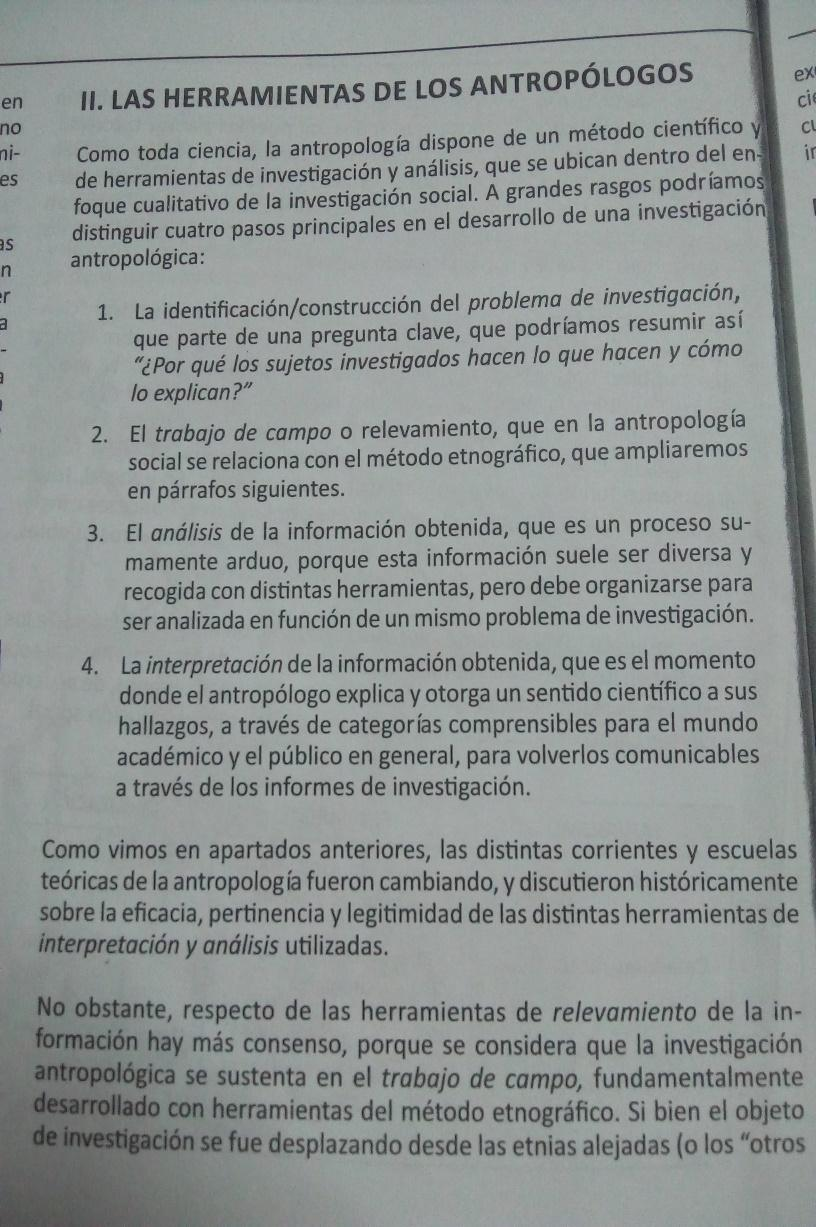 II. LAS HERRAMIENTAS DE LOS ANTROPÓLOGOS
Como toda ciencia, la antropología dispone de un método científico y
de herramientas de investigación y análisis, que se ubican dentro del en-
foque cualitativo de la investigación social. A grandes rasgos podríamos
distinguir cuatro pasos principales en el desarrollo de una investigación
antropológica:
1. La identificación/construcción del problema de investigación,
que parte de una pregunta clave, que podríamos resumir así
“¿Por qué los sujetos investigados hacen lo que hacen y cómo
lo explican?”
2. El trabajo de campo o relevamiento, que en la antropología
social se relaciona con el método etnográfico, que ampliaremos
en párrafos siguientes.
3. El análisis de la información obtenida, que es un proceso su-
mamente arduo, porque esta información suele ser diversa y
recogida con distintas herramientas, pero debe organizarse para
ser analizada en función de un mismo problema de investigación.
4. La interpretación de la información obtenida, que es el momento
donde el antropólogo explica y otorga un sentido científico a sus
hallazgos, a través de categorías comprensibles para el mundo
académico y el público en general, para volverlos comunicables
a través de los informes de investigación.
Como vimos en apartados anteriores, las distintas corrientes y escuelas
teóricas de la antropología fueron cambiando, y discutieron históricamente
sobre la eficacia, pertinencia y legitimidad de las distintas herramientas de
interpretación y análisis utilizadas.
No obstante, respecto de las herramientas de relevamiento de la in-
formación hay más consenso, porque se considera que la investigación
antropológica se sustenta en el trabajo de campo, fundamentalmente
desarrollado con herramientas del método etnográfico. Si bien el objeto
de investigación se fue desplazando desde las etnias alejadas (o los “otros